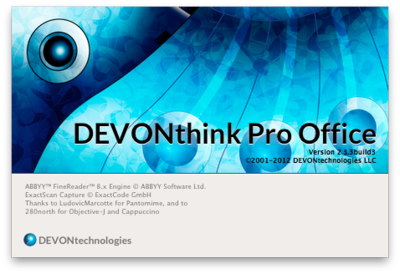 DEVONthink Pro Office
Version 2.3.3build3
©2001-2012 DEVONtechnologies LLC
ABBYY™ FineReader™ 8.x Engine © ABBYY Software Ltd.
ExactScan Capture © ExactCode GmbH
Thanks to LudovicMarcotte for Pantomime, and to
280north for Objective-J and Cappuccino
DEVONtechnologies